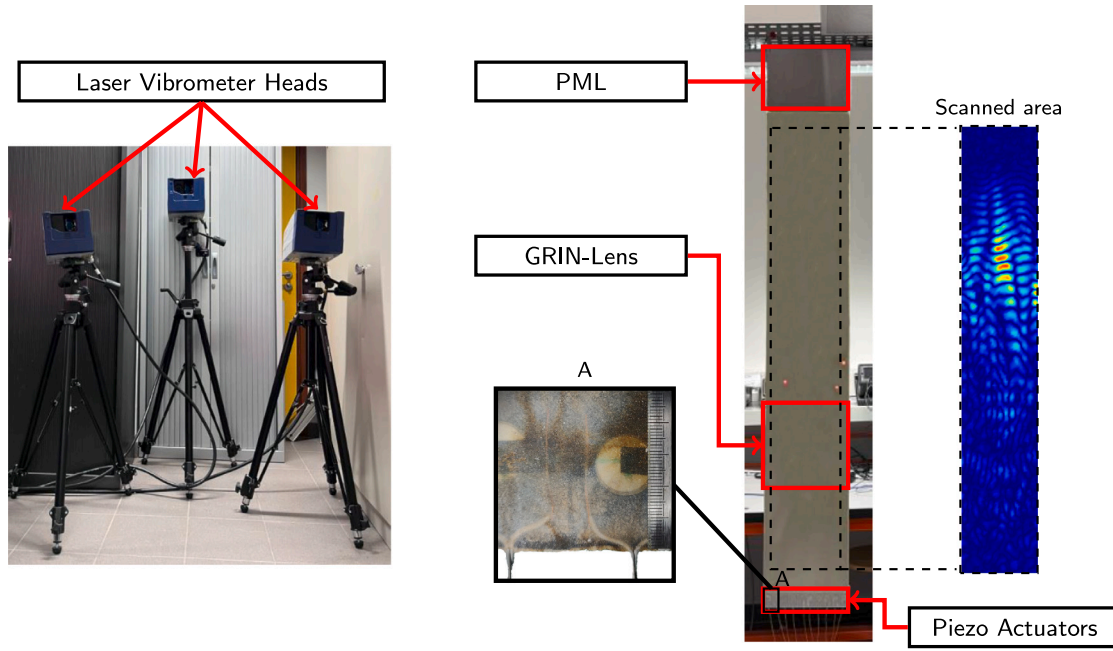 Laser Vibrometer Heads
PML
Scanned area
GRIN-Lens
A
A
Piezo Actuators